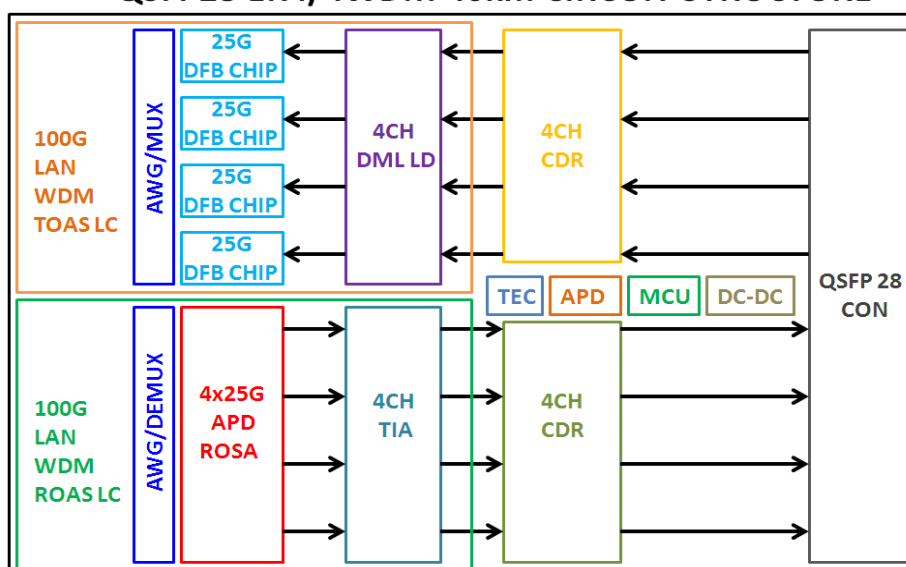 100G
LAN
WDM
TOAS LC
AWG/MUX
25G
DFB CHIP
25G
DFB CHIP
25G
DFB CHIP
25G
DFB CHIP
4CH
DML LD
4CH
CDR
QSFP 28
CON
TEC
APD
MCU
DC-DC
100G
LAN
WDM
ROAS LC
AWG/DEMUX
4x25G
APD
ROSA
4CH
TIA
4CH
CDR